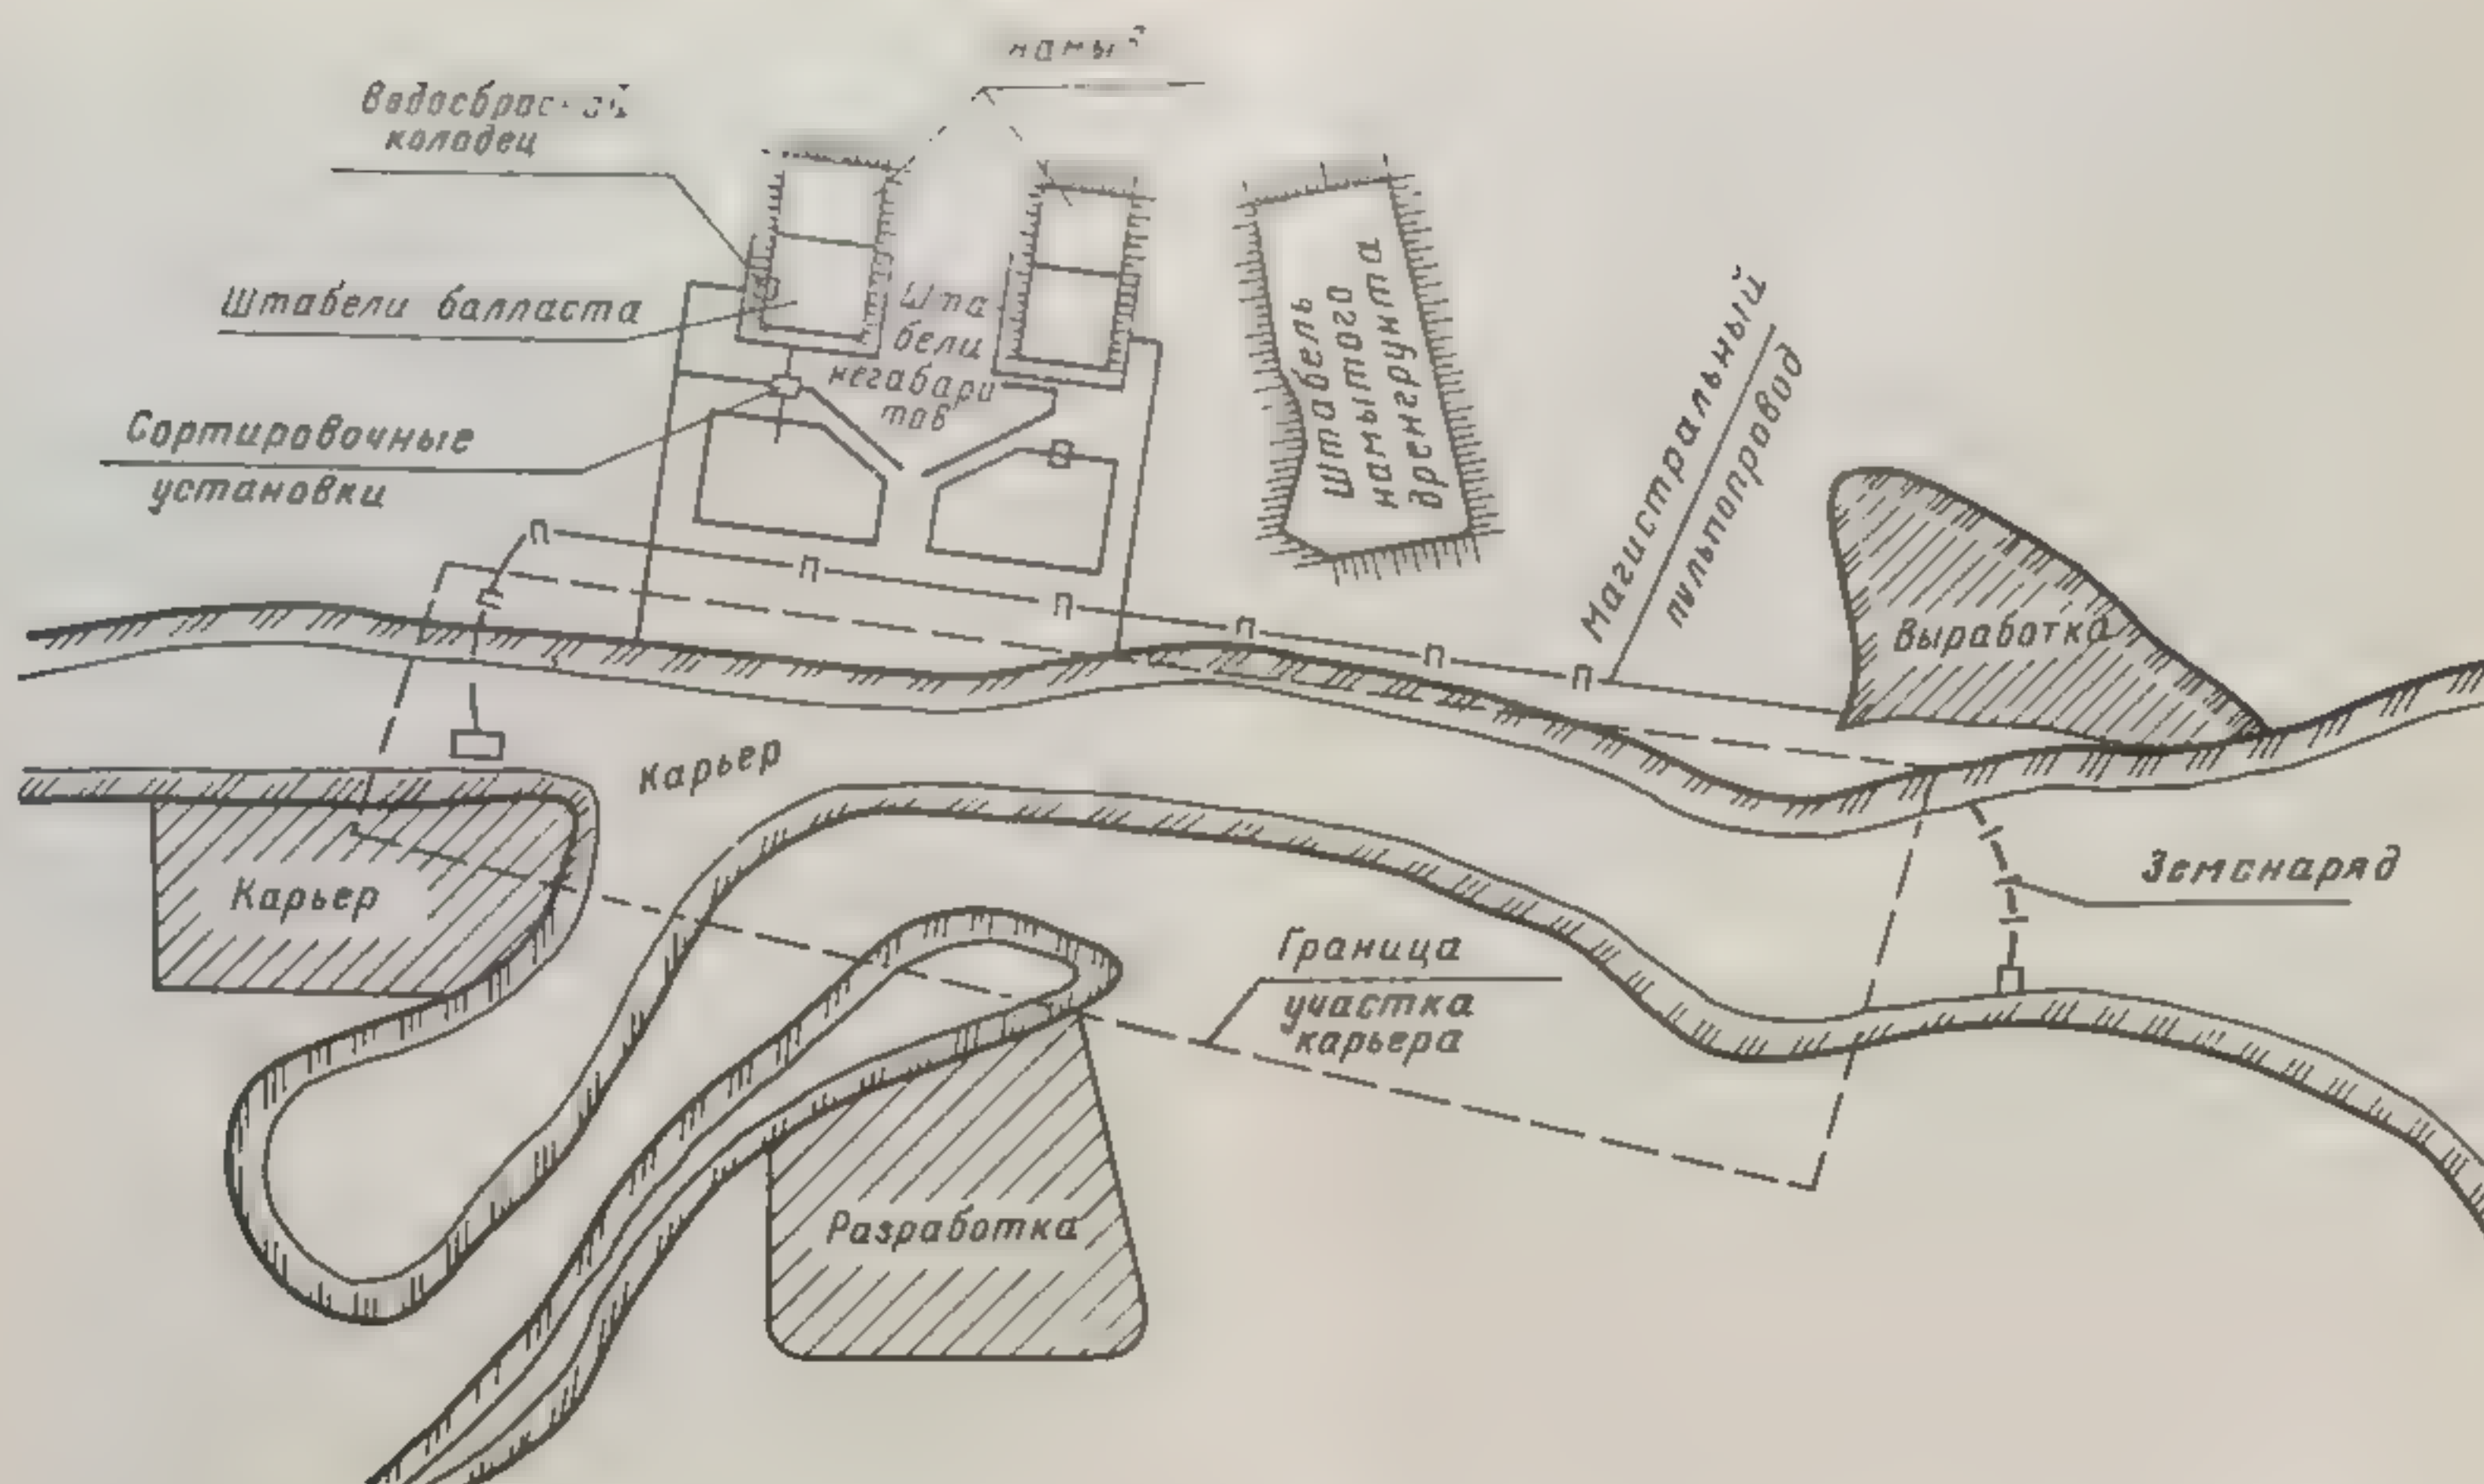 колодец
Штабели балласта
Шта
бели
негабари
тов
Сортировочные
установки
Штабель
намытого
дренгрунта
Магистральный
пульпопровод
Выработка
Карьер
Карьер
Земснаряд
Граница
участка
карьера
Разработка